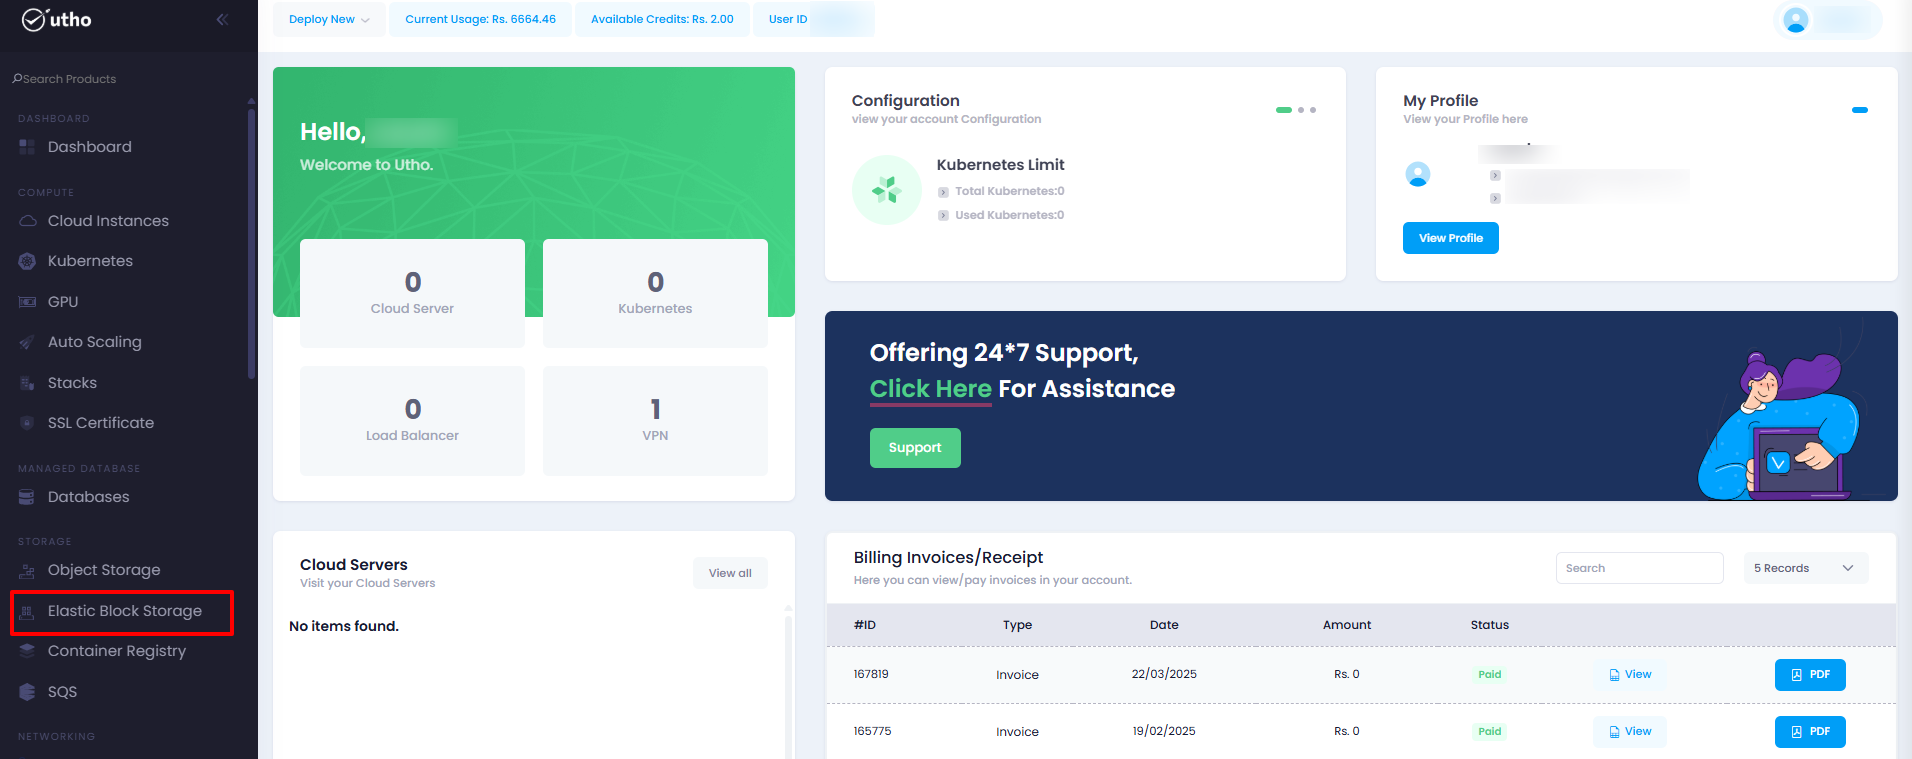 utho
Search Products
DASHBOARD
Dashboard
COMPUTE
Cloud Instances
Kubernetes
GPU
Auto Scaling
Stacks
SSL Certificate
MANAGED DATABASE
Databases
STORAGE
Object Storage
Elastic Block Storage
Container Registry
SQS
NETWORKING
Deploy New
Current Usage: Rs. 6664.46
Available Credits: Rs. 2.00
User ID
Hello,
Welcome to Utho.
0
Cloud Server
0
Kubernetes
0
Load Balancer
1
VPN
Configuration
view your account Configuration
Kubernetes Limit
Total Kubernetes:0
Used Kubernetes:0
My Profile
View your Profile here
View Profile
Offering 24*7 Support,
Click Here For Assistance
Support
Cloud Servers
Visit your Cloud Servers
View all
No items found.
Billing Invoices/Receipt
Here you can view/pay invoices in your account.
Search
5 Records
#ID Type Date Amount Status
167819 Invoice 22/03/2025 Rs. 0 Paid View PDF
165775 Invoice 19/02/2025 Rs. 0 Paid View PDF